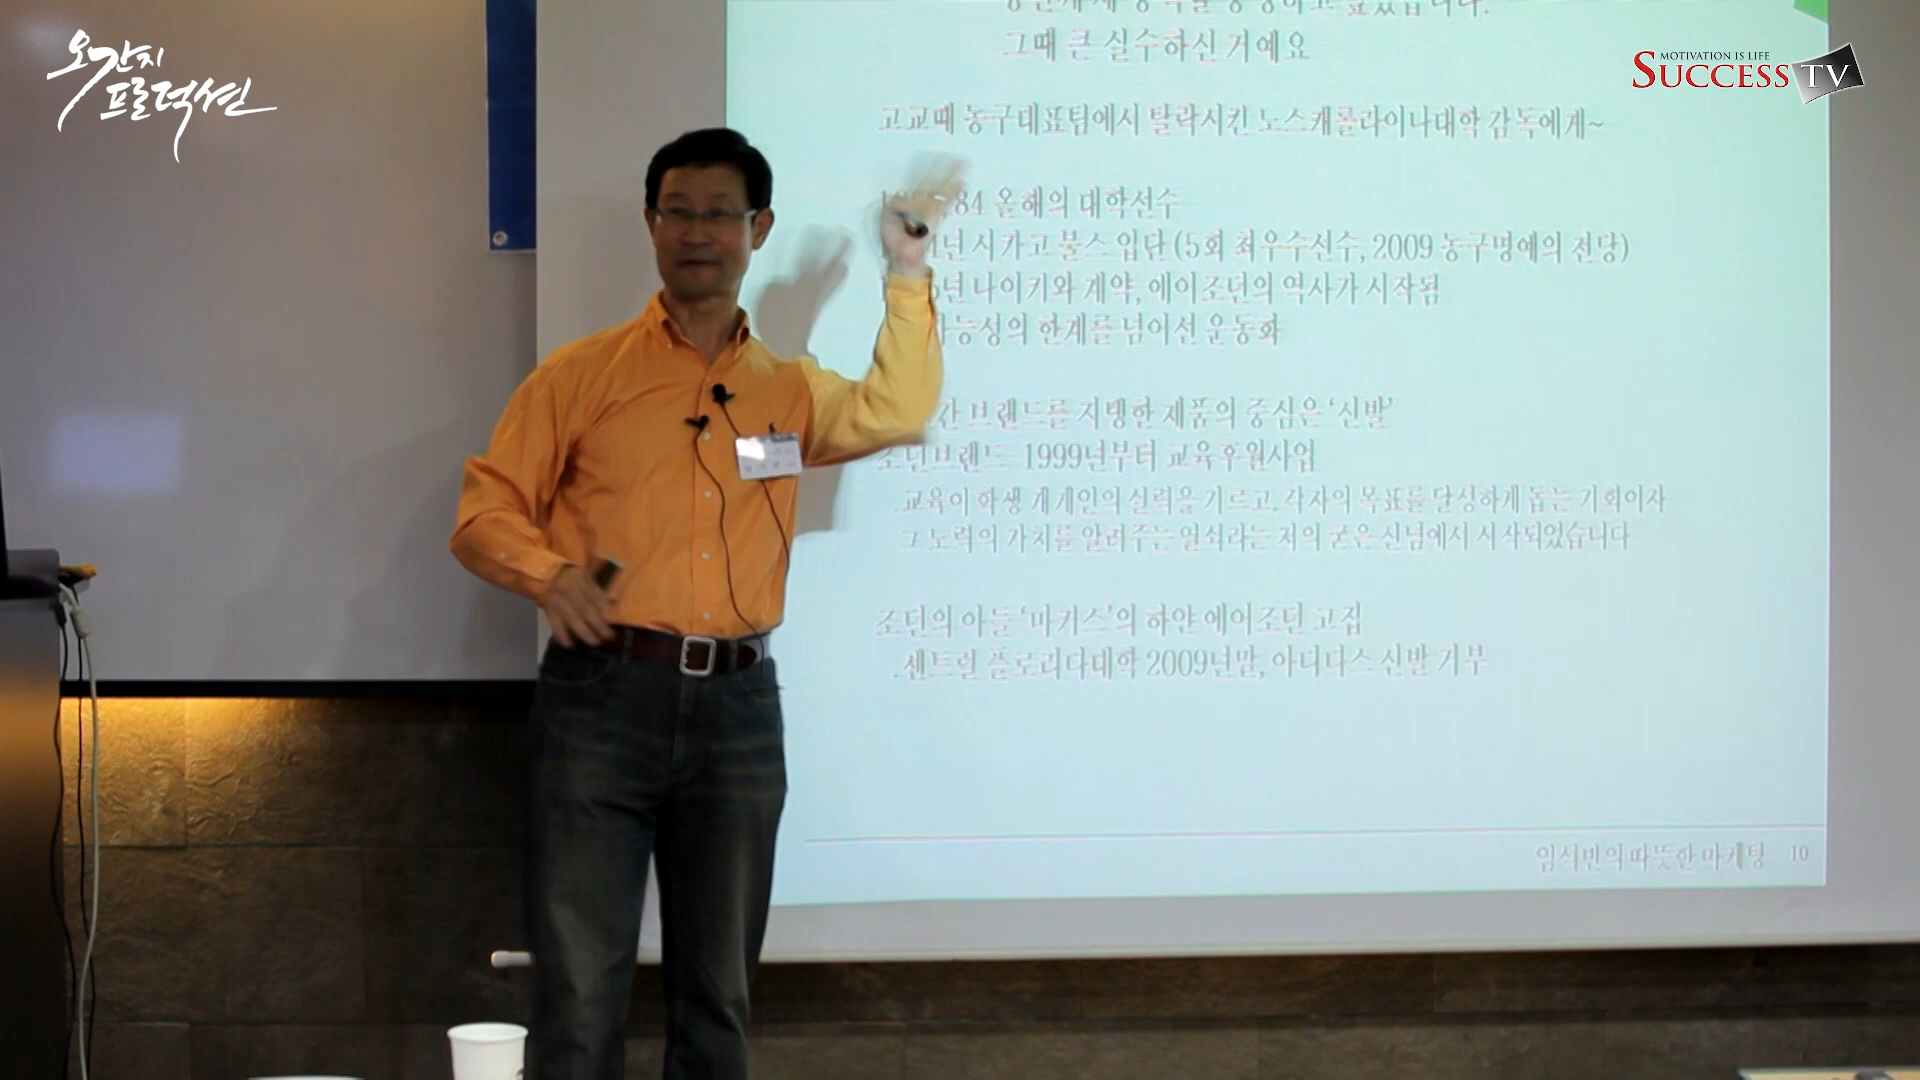 오간지
프로덕션
MOTIVATION IS LIFE
SUCCESS TV
그때 큰 실수하신 거예요
고교때 농구대표팀에서 탈락시킨 노스캐롤라이나대학 감독에게~
84 올해의 대학선수
년 시카고 불스 입단 (5회 최우수선수, 2009 농구명예의 전당)
년 나이키와 계약, 에어조던의 역사가 시작됨
가능성의 한계를 넘어선 운동화
간 브랜드를 지탱한 제품의 중심은 ‘신발’
조던브랜드 1999년부터 교육후원사업
. 교육이 학생 개개인의 실력을 기르고, 각자의 목표를 달성하게 돕는 기회이자
그 노력의 가치를 알려주는 열쇠라는 저의 굳은 신념에서 시작되었습니다
조던의 아들 ‘마커스’의 하얀 에어조던 고집
. 센트럴 플로리다대학 2009년말, 아디다스 신발 거부
임석빈의 따뜻한 마케팅 10